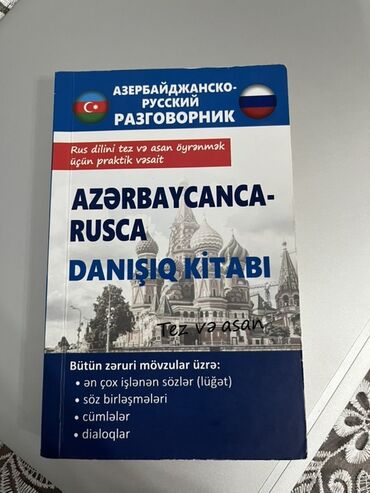 АЗЕРБАЙДЖАНСКО-
РУССКИЙ
РАЗГОВОРНИК
Rus dilini tez və asan öyrənmək
üçün praktik vəsait
AZƏRBAYCANCA-
RUSCA
DANIŞIQ KİTABI
Tez və asan
Bütün zəruri mövzular üzrə:
• ən çox işlənən sözlər (lüğət)
• söz birləşmələri
• cümlələr
• dialoqlar